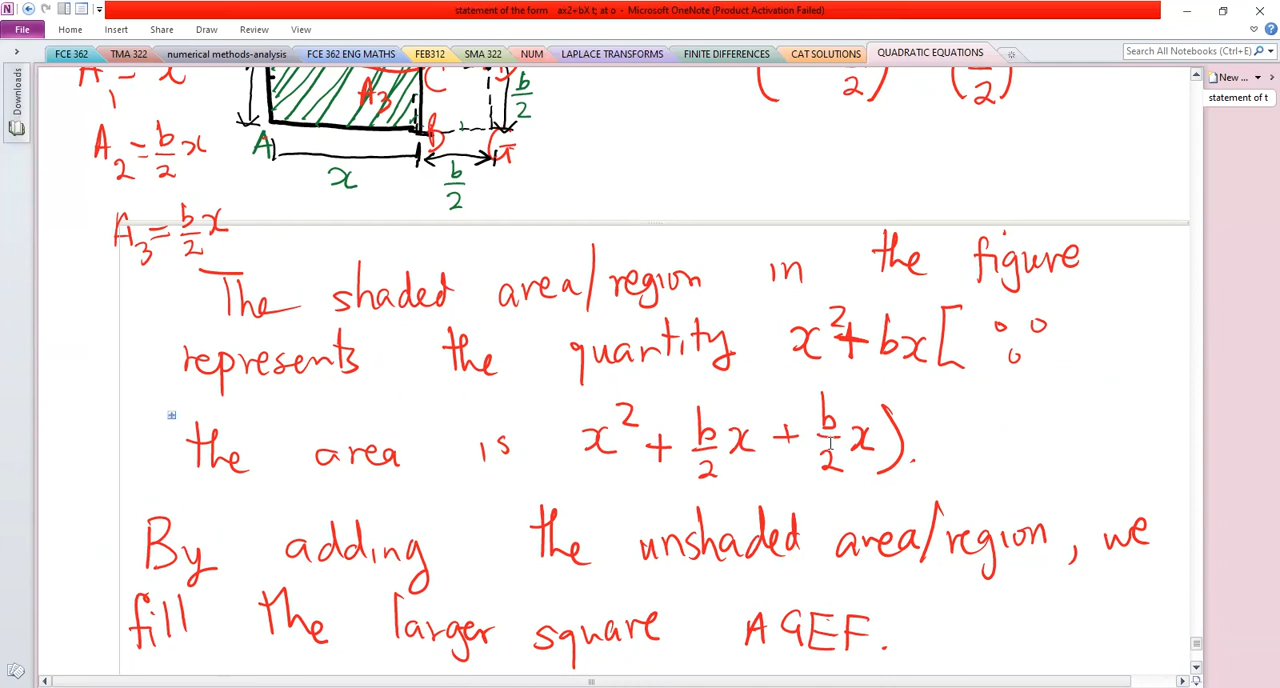 statement of the form ax2+bX t; at o - Microsoft OneNote (Product Activation Failed)
File Home Insert Share Draw Review View
FCE 362 TMA 322 numerical methods-analysis FCE 362 ENG MATHS FEB312 SMA 322 NUM LAPLACE TRANSFORMS FINITE DIFFERENCES CAT SOLUTIONS QUADRATIC EQUATIONS Search All Notebooks (Ctrl+E)
Downloads
New
statement of t
A₃ C b/2
A B G
x b/2
A₂ = b/2 x
A₃ = b/2 x
The shaded area/region in the figure
represents the quantity x² + bx [ ∵
the area is x² + b/2 x + b/2 x).
By adding the unshaded area/region, we
fill the larger square AGEF.